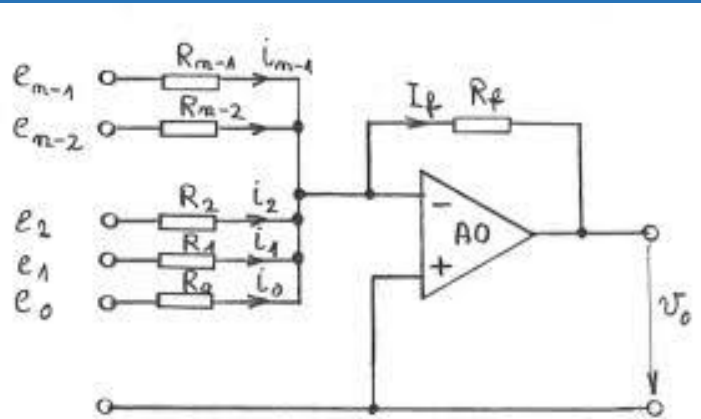 e_{n-1} R_{n-1} i_{n-1}
e_{n-2} R_{n-2}
I_f R_f
e_2 R_2 i_2
e_1 R_1 i_1
e_0 R_0 i_0
-
AO
+
v_0